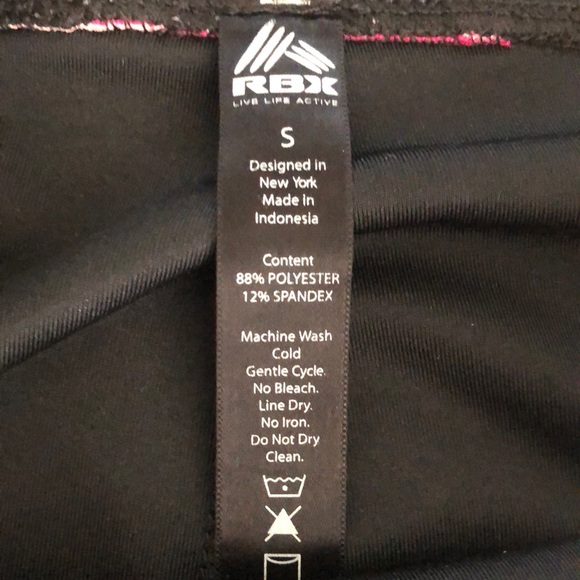 RBX
LIVE LIFE ACTIVE
S
Designed in
New York
Made in
Indonesia
Content
88% POLYESTER
12% SPANDEX
Machine Wash
Cold
Gentle Cycle.
No Bleach.
Line Dry.
No Iron.
Do Not Dry
Clean.